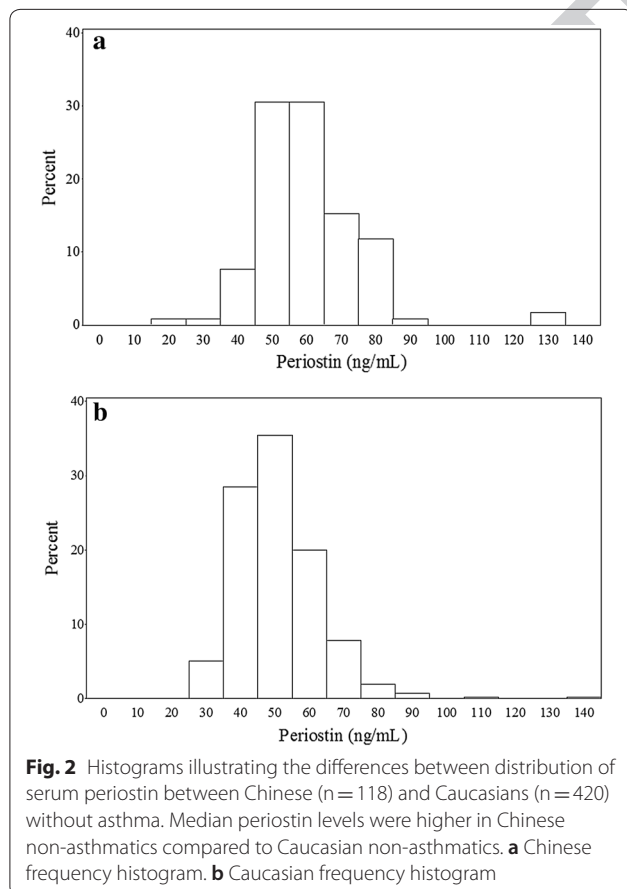 a
40
30
20
10
0
Percent
0 10 20 30 40 50 60 70 80 90 100 110 120 130 140
Periostin (ng/mL)
b
40
30
20
10
0
Percent
0 10 20 30 40 50 60 70 80 90 100 110 120 130 140
Periostin (ng/mL)
Fig. 2 Histograms illustrating the differences between distribution of
serum periostin between Chinese (n = 118) and Caucasians (n = 420)
without asthma. Median periostin levels were higher in Chinese
non-asthmatics compared to Caucasian non-asthmatics. a Chinese
frequency histogram. b Caucasian frequency histogram